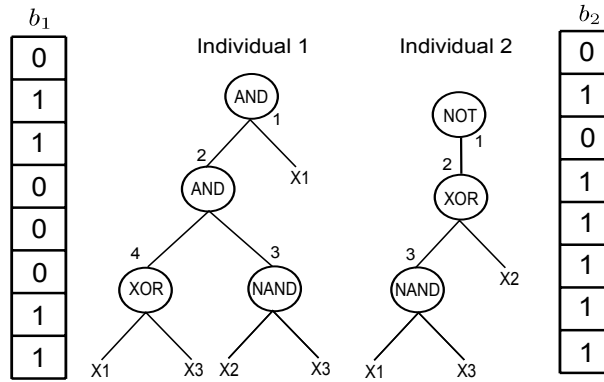 b1
0
1
1
0
0
0
1
1
Individual 1
AND
1
2
AND
X1
4
3
XOR
NAND
X1
X3
X2
X3
Individual 2
NOT
1
2
XOR
3
X2
NAND
X1
X3
b2
0
1
0
1
1
1
1
1